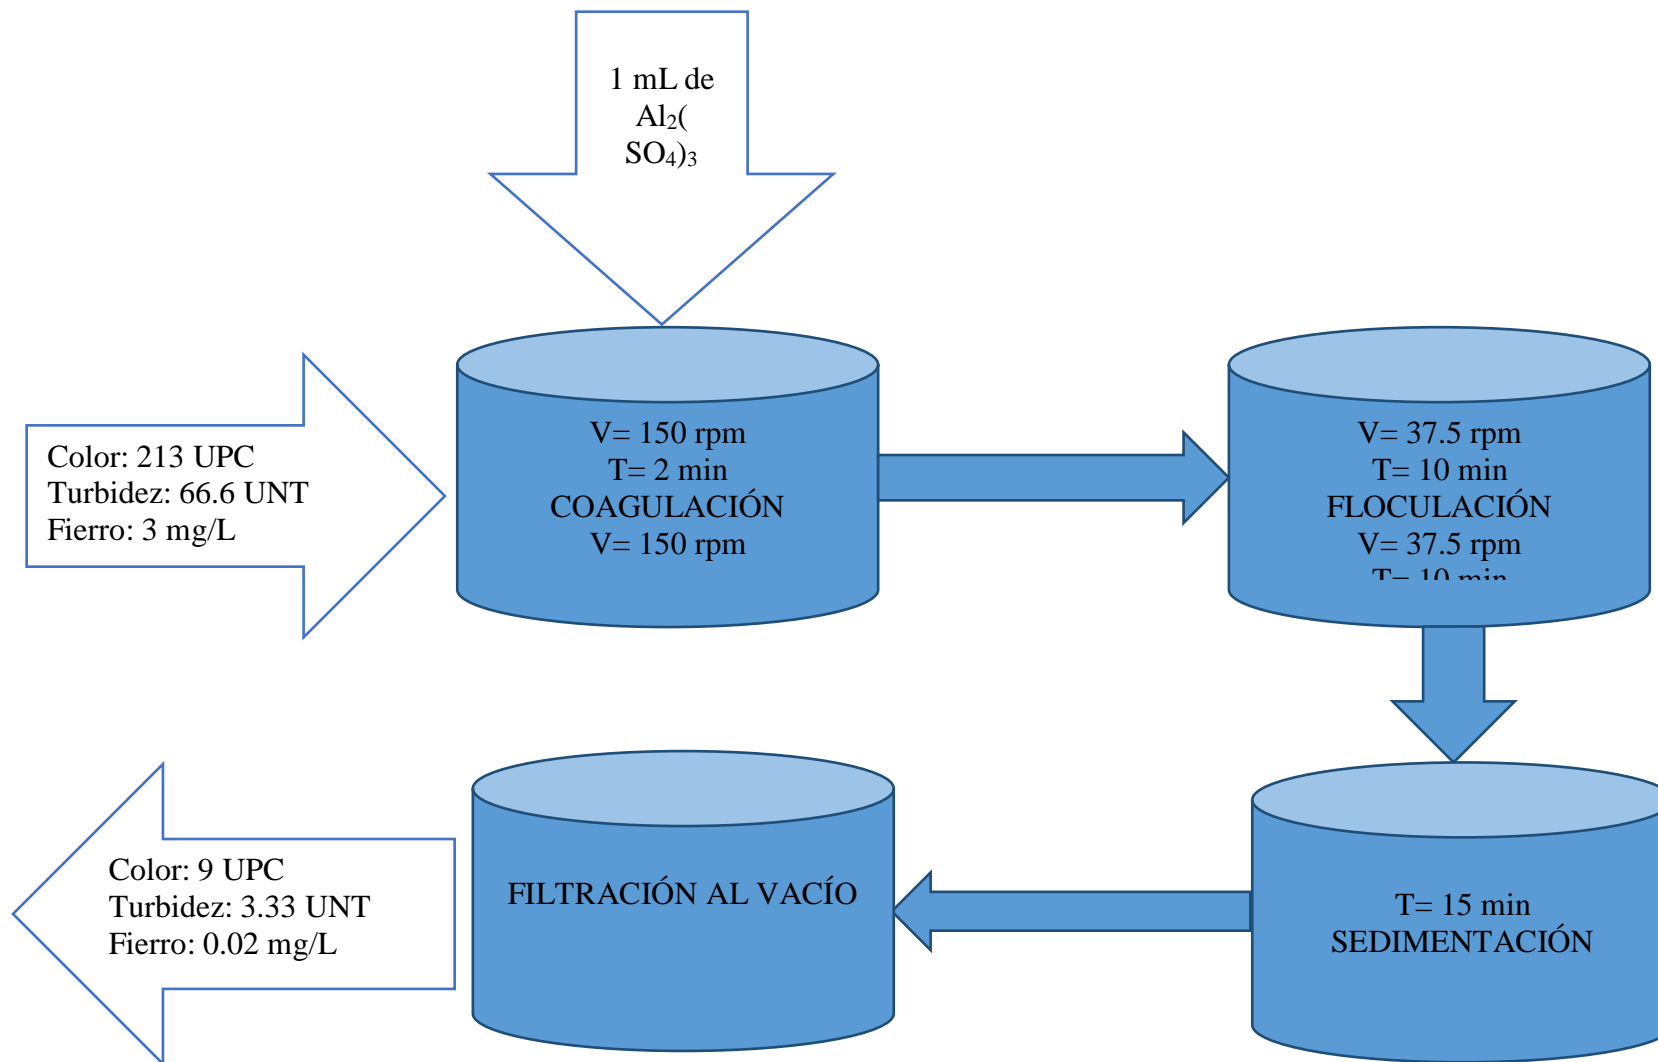 1 mL de
Al₂(
SO₄)₃
Color: 213 UPC
Turbidez: 66.6 UNT
Fierro: 3 mg/L
V= 150 rpm
T= 2 min
COAGULACIÓN
V= 150 rpm
V= 37.5 rpm
T= 10 min
FLOCULACIÓN
V= 37.5 rpm
T= 10 min
Color: 9 UPC
Turbidez: 3.33 UNT
Fierro: 0.02 mg/L
FILTRACIÓN AL VACÍO
T= 15 min
SEDIMENTACIÓN